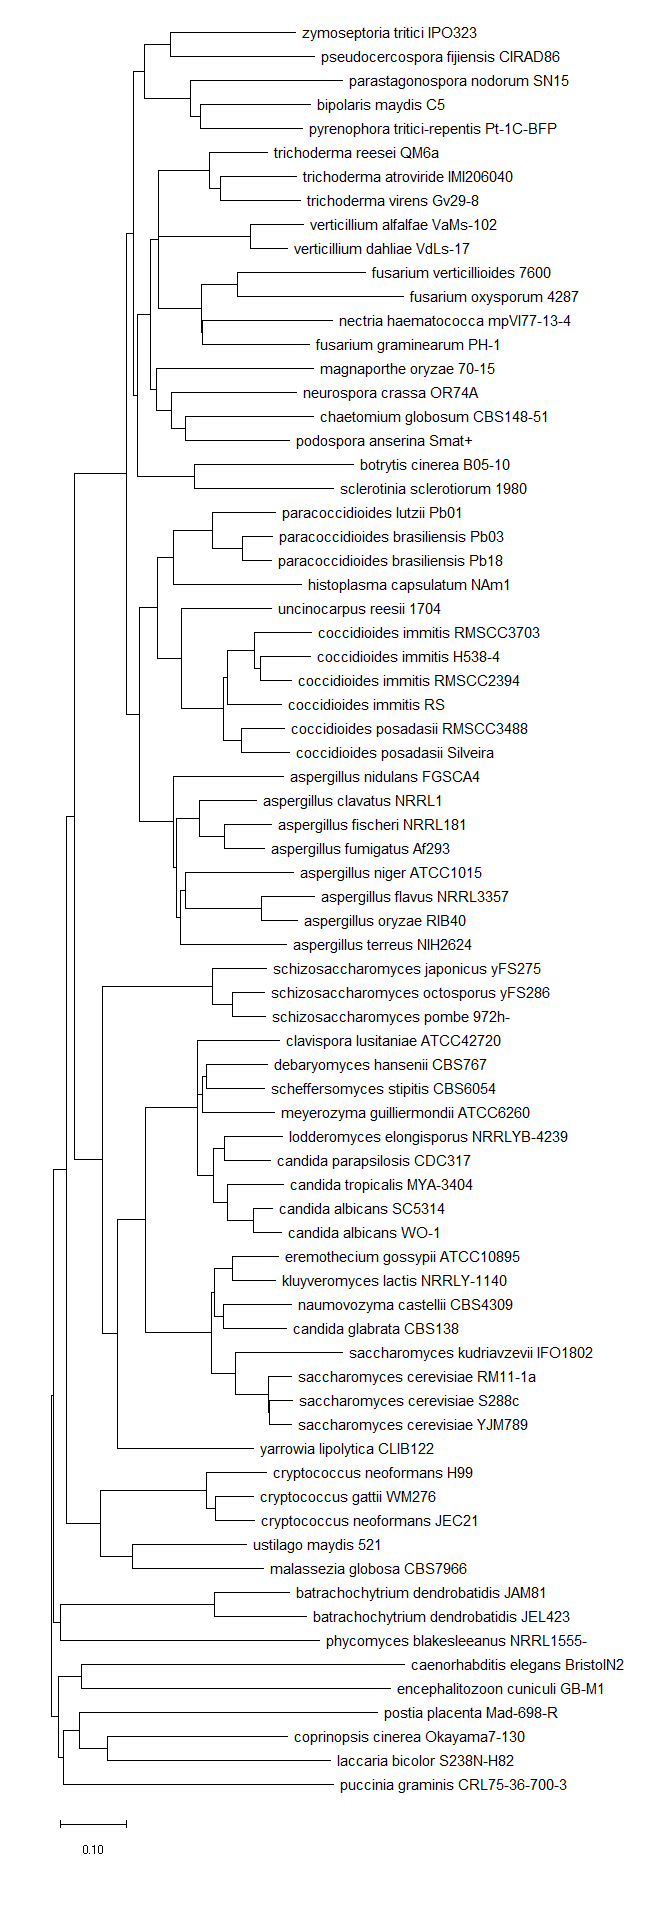 zymoseptoria tritici IPO323
pseudocercospora fijiensis CIRAD86
parastagonospora nodorum SN15
bipolaris maydis C5
pyrenophora tritici-repentis Pt-1C-BFP
trichoderma reesei QM6a
trichoderma atroviride IMI206040
trichoderma virens Gv29-8
verticillium alfalfae VaMs-102
verticillium dahliae VdLs-17
fusarium verticillioides 7600
fusarium oxysporum 4287
nectria haematococca mpVI77-13-4
fusarium graminearum PH-1
magnaporthe oryzae 70-15
neurospora crassa OR74A
chaetomium globosum CBS148-51
podospora anserina Smat+
botrytis cinerea B05-10
sclerotinia sclerotiorum 1980
paracoccidioides lutzii Pb01
paracoccidioides brasiliensis Pb03
paracoccidioides brasiliensis Pb18
histoplasma capsulatum NAm1
uncinocarpus reesii 1704
coccidioides immitis RMSCC3703
coccidioides immitis H538-4
coccidioides immitis RMSCC2394
coccidioides immitis RS
coccidioides posadasii RMSCC3488
coccidioides posadasii Silveira
aspergillus nidulans FGSCA4
aspergillus clavatus NRRL1
aspergillus fischeri NRRL181
aspergillus fumigatus Af293
aspergillus niger ATCC1015
aspergillus flavus NRRL3357
aspergillus oryzae RIB40
aspergillus terreus NIH2624
schizosaccharomyces japonicus yFS275
schizosaccharomyces octosporus yFS286
schizosaccharomyces pombe 972h-
clavispora lusitaniae ATCC42720
debaryomyces hansenii CBS767
scheffersomyces stipitis CBS6054
meyerozyma guilliermondii ATCC6260
lodderomyces elongisporus NRRLYB-4239
candida parapsilosis CDC317
candida tropicalis MYA-3404
candida albicans SC5314
candida albicans WO-1
eremothecium gossypii ATCC10895
kluyveromyces lactis NRRLY-1140
naumovozyma castellii CBS4309
candida glabrata CBS138
saccharomyces kudriavzevii IFO1802
saccharomyces cerevisiae RM11-1a
saccharomyces cerevisiae S288c
saccharomyces cerevisiae YJM789
yarrowia lipolytica CLIB122
cryptococcus neoformans H99
cryptococcus gattii WM276
cryptococcus neoformans JEC21
ustilago maydis 521
malassezia globosa CBS7966
batrachochytrium dendrobatidis JAM81
batrachochytrium dendrobatidis JEL423
phycomyces blakesleeanus NRRL1555-
caenorhabditis elegans BristolN2
encephalitozoon cuniculi GB-M1
postia placenta Mad-698-R
coprinopsis cinerea Okayama7-130
laccaria bicolor S238N-H82
puccinia graminis CRL75-36-700-3
0.10